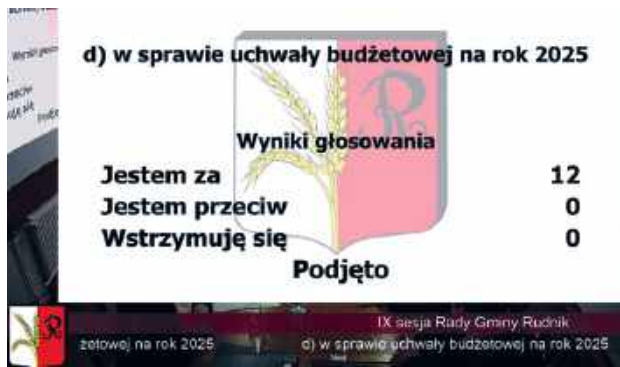 d) w sprawie uchwały budżetowej na rok 2025
Wyniki głosowania
Jestem za 12
Jestem przeciw 0
Wstrzymuję się 0
Podjęto
IX sesja Rady Gminy Rudnik
żetowej na rok 2025 d) w sprawie uchwały budżetowej na rok 2025